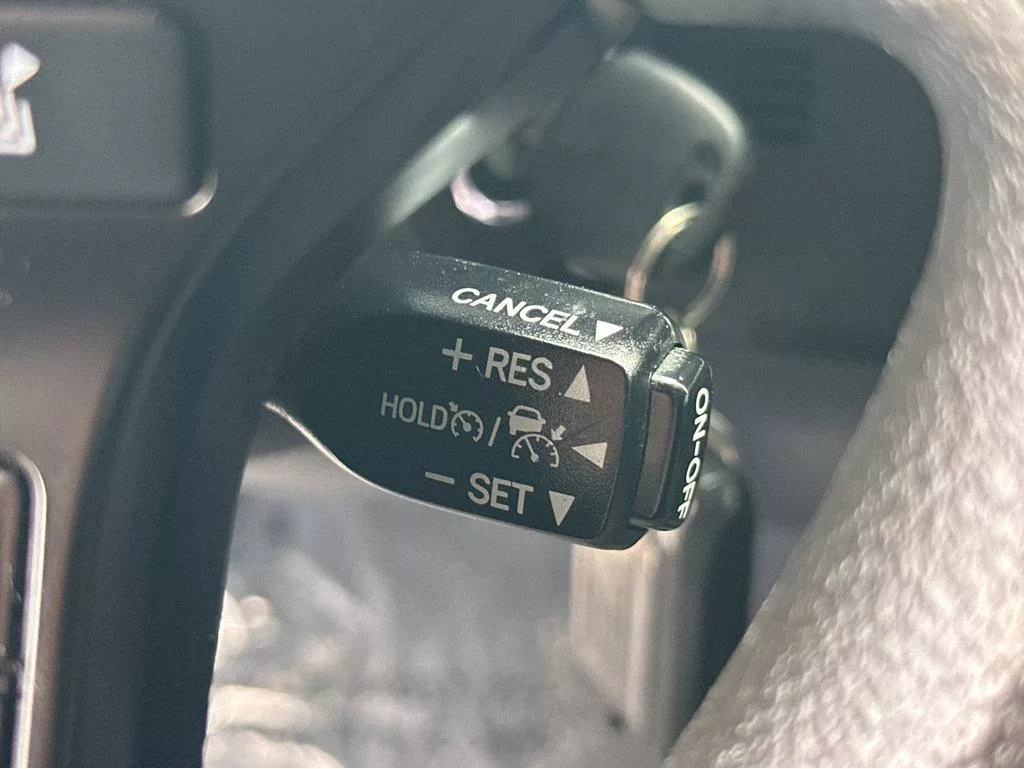 CANCEL▼
+ RES ▲
HOLD / ◀
− SET ▼
ON-OFF